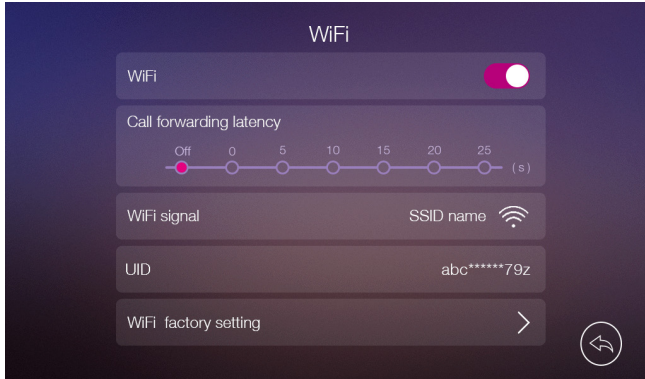 WiFi
WiFi
Call forwarding latency
Off 0 5 10 15 20 25
(s)
WiFi signal SSID name
UID abc******79z
WiFi factory setting